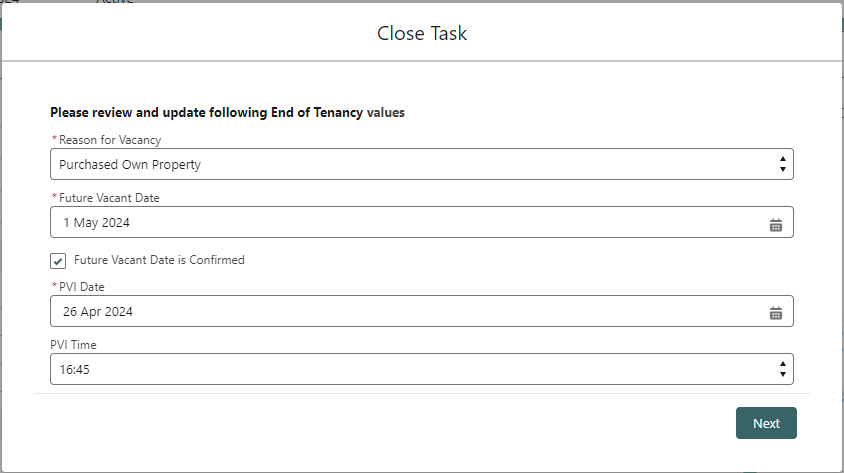 Active
Close Task
Please review and update following End of Tenancy values
* Reason for Vacancy
Purchased Own Property
* Future Vacant Date
1 May 2024
Future Vacant Date is Confirmed
* PVI Date
26 Apr 2024
PVI Time
16:45
Next